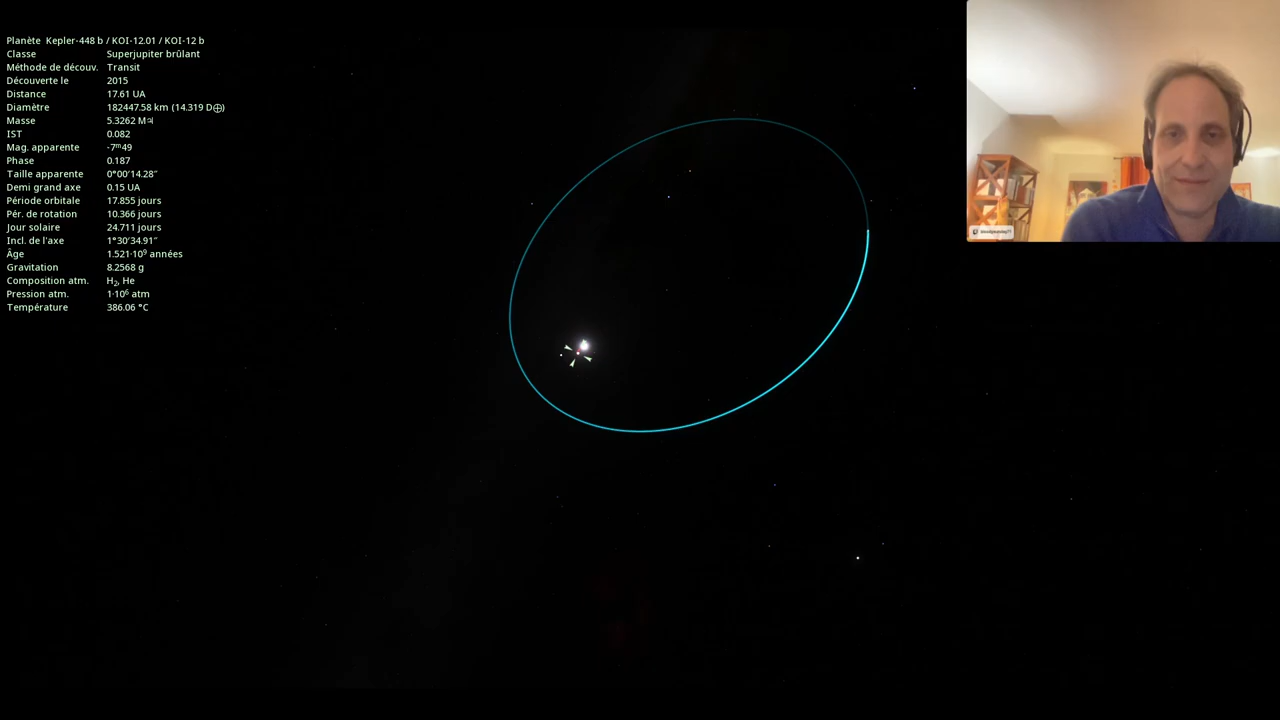 Planète Kepler-448 b / KOI-12.01 / KOI-12 b
Classe Superjupiter brûlant
Méthode de découv. Transit
Découverte le 2015
Distance 17.61 UA
Diamètre 182447.58 km (14.319 D⊕)
Masse 5.3262 M♃
IST 0.082
Mag. apparente -7ᵐ49
Phase 0.187
Taille apparente 0°00′14.28″
Demi grand axe 0.15 UA
Période orbitale 17.855 jours
Pér. de rotation 10.366 jours
Jour solaire 24.711 jours
Incl. de l'axe 1°30′34.91″
Âge 1.521·10⁹ années
Gravitation 8.2568 g
Composition atm. H₂, He
Pression atm. 1·10⁶ atm
Température 386.06 °C